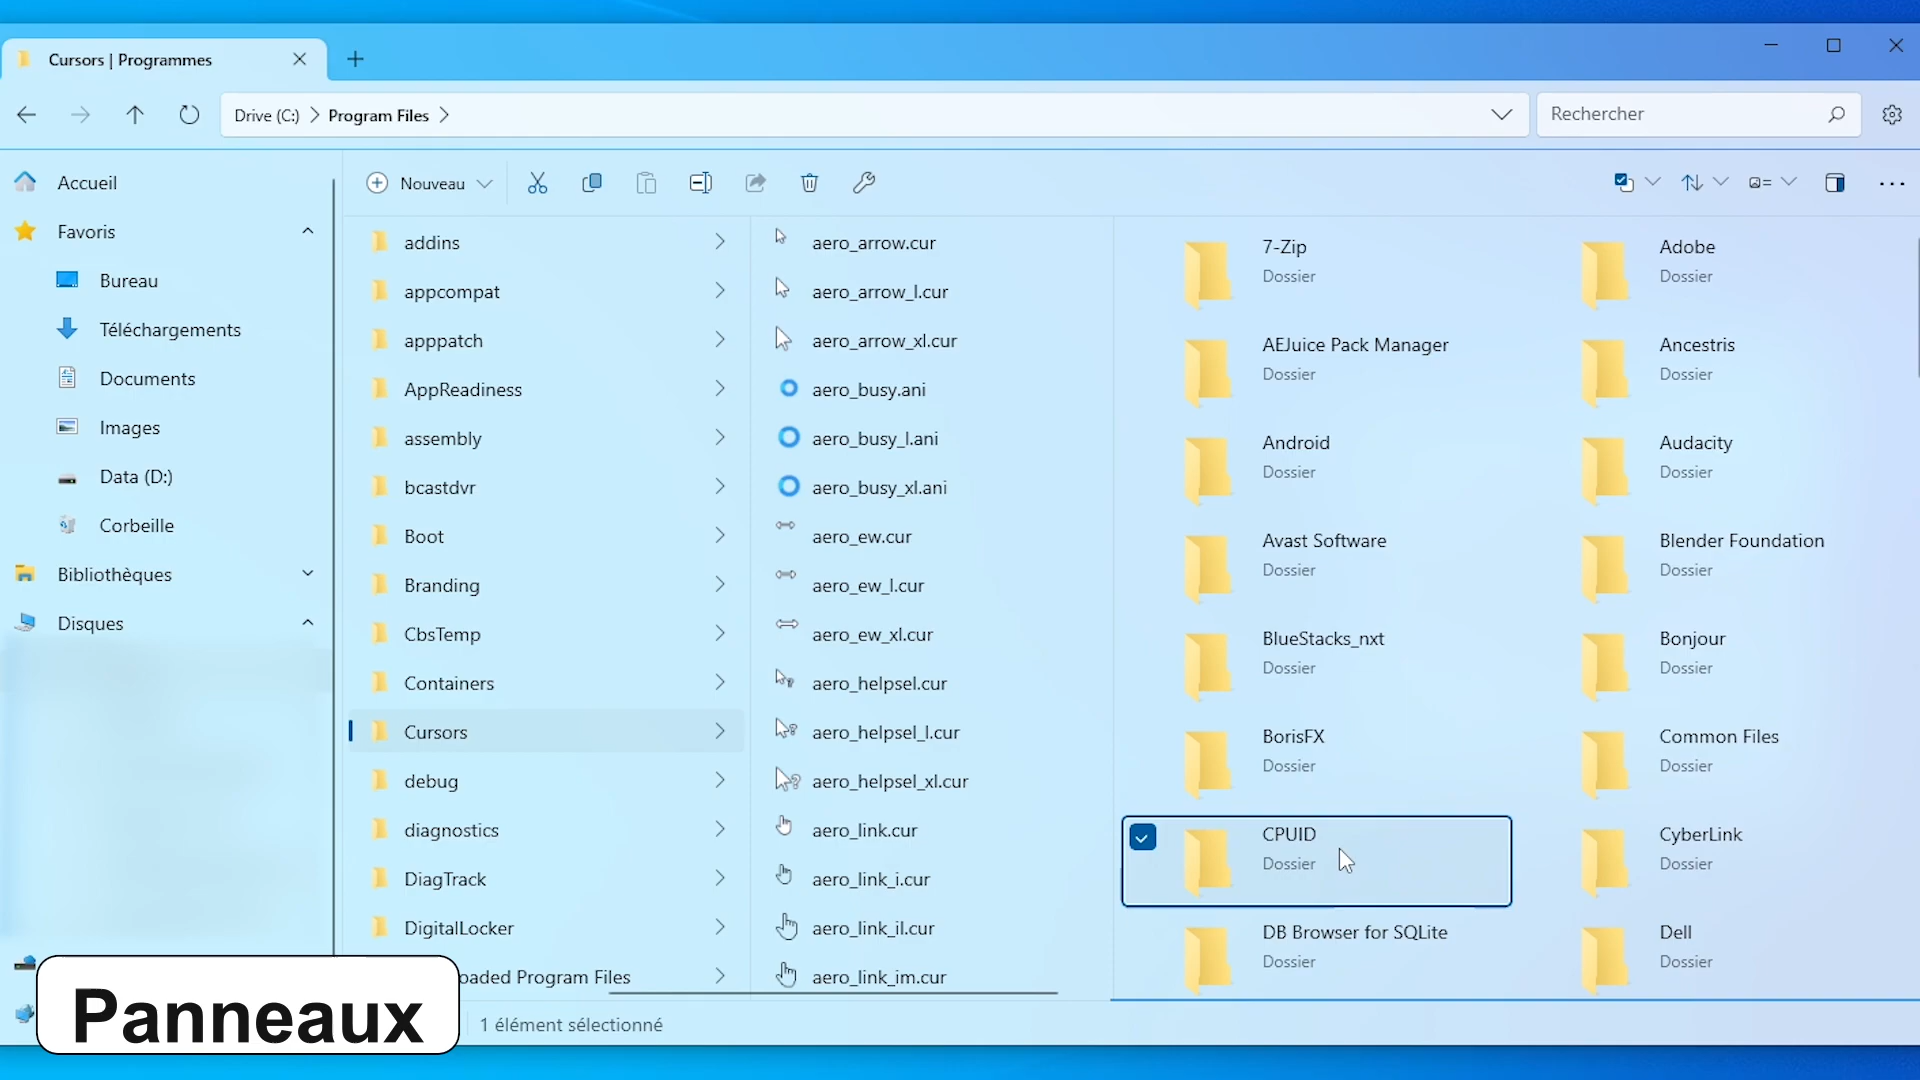 Cursors | Programmes
Drive (C:) Program Files
Rechercher
Accueil
Favoris
Bureau
Téléchargements
Documents
Images
Data (D:)
Corbeille
Bibliothèques
Disques
Nouveau
addins
appcompat
apppatch
AppReadiness
assembly
bcastdvr
Boot
Branding
CbsTemp
Containers
Cursors
debug
diagnostics
DiagTrack
DigitalLocker
oaded Program Files
aero_arrow.cur
aero_arrow_l.cur
aero_arrow_xl.cur
aero_busy.ani
aero_busy_l.ani
aero_busy_xl.ani
aero_ew.cur
aero_ew_l.cur
aero_ew_xl.cur
aero_helpsel.cur
aero_helpsel_l.cur
aero_helpsel_xl.cur
aero_link.cur
aero_link_i.cur
aero_link_il.cur
aero_link_im.cur
7-Zip
Dossier
Adobe
Dossier
AEJuice Pack Manager
Dossier
Ancestris
Dossier
Android
Dossier
Audacity
Dossier
Avast Software
Dossier
Blender Foundation
Dossier
BlueStacks_nxt
Dossier
Bonjour
Dossier
BorisFX
Dossier
Common Files
Dossier
CPUID
Dossier
CyberLink
Dossier
DB Browser for SQLite
Dossier
Dell
Dossier
Panneaux
1 élément sélectionné